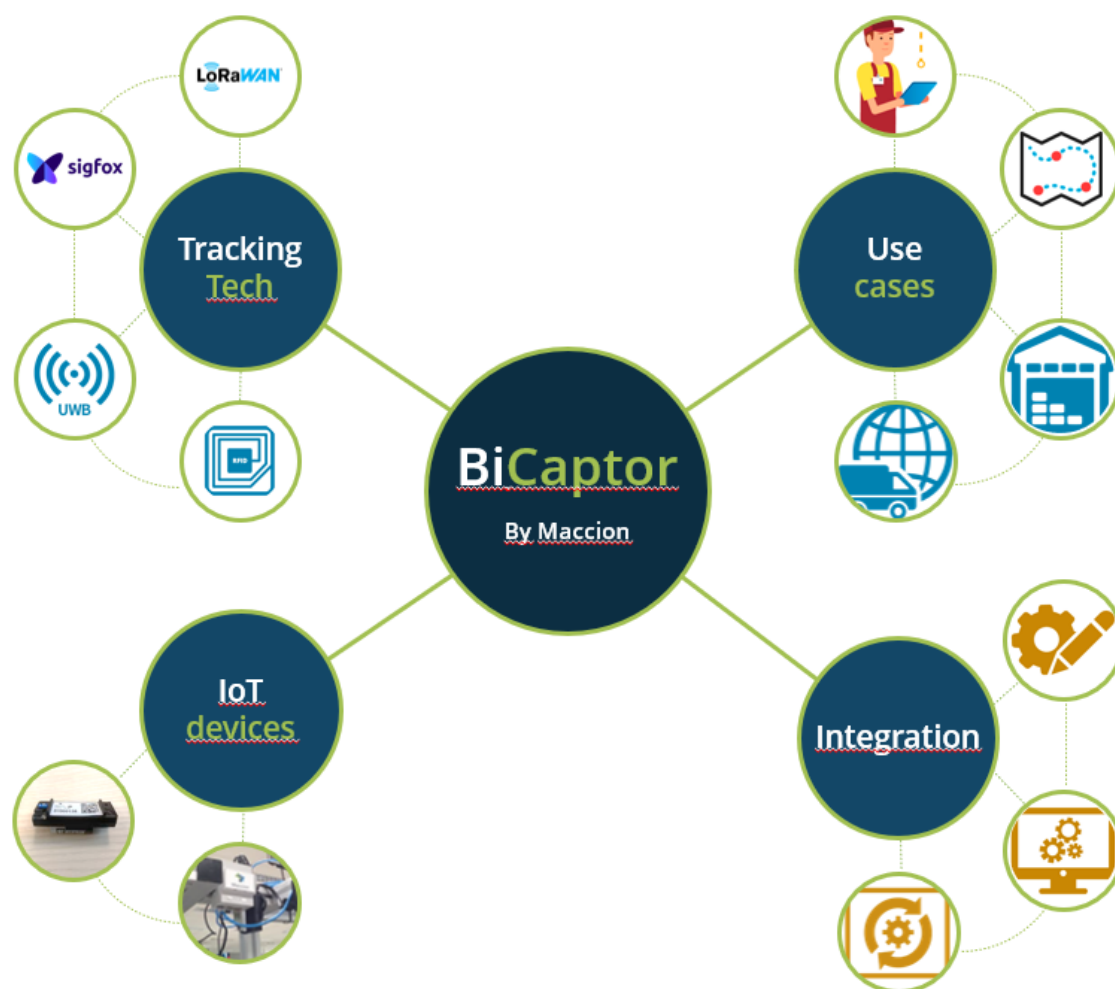 LoRaWAN
sigfox
Tracking
Tech
UWB
RFID
Use
cases
BiCaptor
By Maccion
IoT
devices
Integration